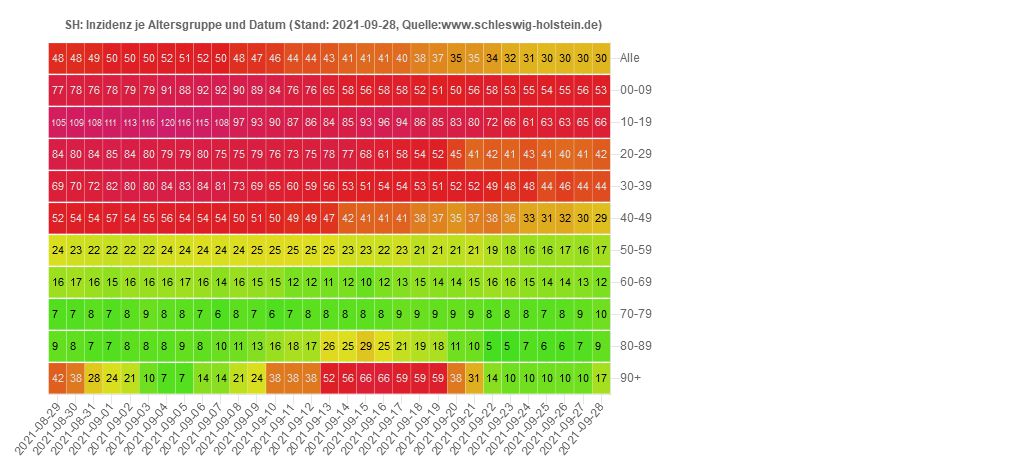 SH: Inzidenz je Altersgruppe und Datum (Stand: 2021-09-28, Quelle:www.schleswig-holstein.de)
48 48 49 50 50 50 52 51 52 50 48 47 46 44 44 43 41 41 41 40 38 37 35 35 34 32 31 30 30 30 30 Alle
77 78 76 78 79 79 91 88 92 92 90 89 84 76 76 65 58 56 58 58 52 51 50 56 58 53 55 54 55 56 53 00-09
105 109 108 111 113 116 120 116 115 108 97 93 90 87 86 84 85 93 96 94 86 85 83 80 72 66 61 63 63 65 66 10-19
84 80 84 85 84 80 79 79 80 75 75 79 76 73 75 78 77 68 61 58 54 52 45 41 42 41 43 41 40 41 42 20-29
69 70 72 82 80 80 84 83 84 81 73 69 65 60 59 56 53 51 54 54 53 51 52 52 49 48 48 44 46 44 44 30-39
52 54 54 57 54 55 56 54 54 54 50 51 50 49 49 47 42 41 41 41 38 37 35 37 38 36 33 31 32 30 29 40-49
24 23 22 22 22 22 24 24 24 24 24 25 25 25 25 25 23 23 22 23 21 21 21 21 19 18 16 16 17 16 17 50-59
16 17 16 15 16 16 16 17 16 14 16 15 15 12 12 11 12 10 12 13 15 14 14 15 16 16 15 14 14 13 12 60-69
7 7 8 8 8 9 8 8 7 6 8 7 6 7 8 8 8 8 8 9 9 9 9 9 8 8 8 7 8 9 10 70-79
9 8 7 7 8 8 8 9 8 10 11 13 16 18 17 26 25 29 25 21 19 18 11 10 5 5 7 6 6 7 9 80-89
42 38 28 24 21 10 7 7 14 14 21 24 38 38 38 52 56 66 66 59 59 59 38 31 14 10 10 10 10 10 17 90+
2021-08-29 2021-08-30 2021-08-31 2021-09-01 2021-09-02 2021-09-03 2021-09-04 2021-09-05 2021-09-06 2021-09-07 2021-09-08 2021-09-09 2021-09-10 2021-09-11 2021-09-12 2021-09-13 2021-09-14 2021-09-15 2021-09-16 2021-09-17 2021-09-18 2021-09-19 2021-09-20 2021-09-21 2021-09-22 2021-09-23 2021-09-24 2021-09-25 2021-09-26 2021-09-27 2021-09-28